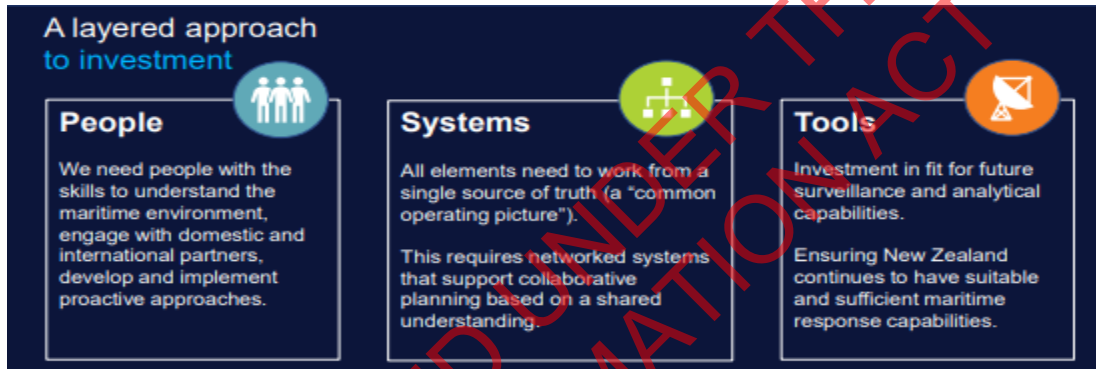 A layered approach
to investment
People
We need people with the
skills to understand the
maritime environment,
engage with domestic and
international partners,
develop and implement
proactive approaches.
Systems
All elements need to work from a
single source of truth (a “common
operating picture”).
This requires networked systems
that support collaborative
planning based on a shared
understanding.
Tools
Investment in fit for future
surveillance and analytical
capabilities.
Ensuring New Zealand
continues to have suitable
and sufficient maritime
response capabilities.
D UNDER
MATION ACT